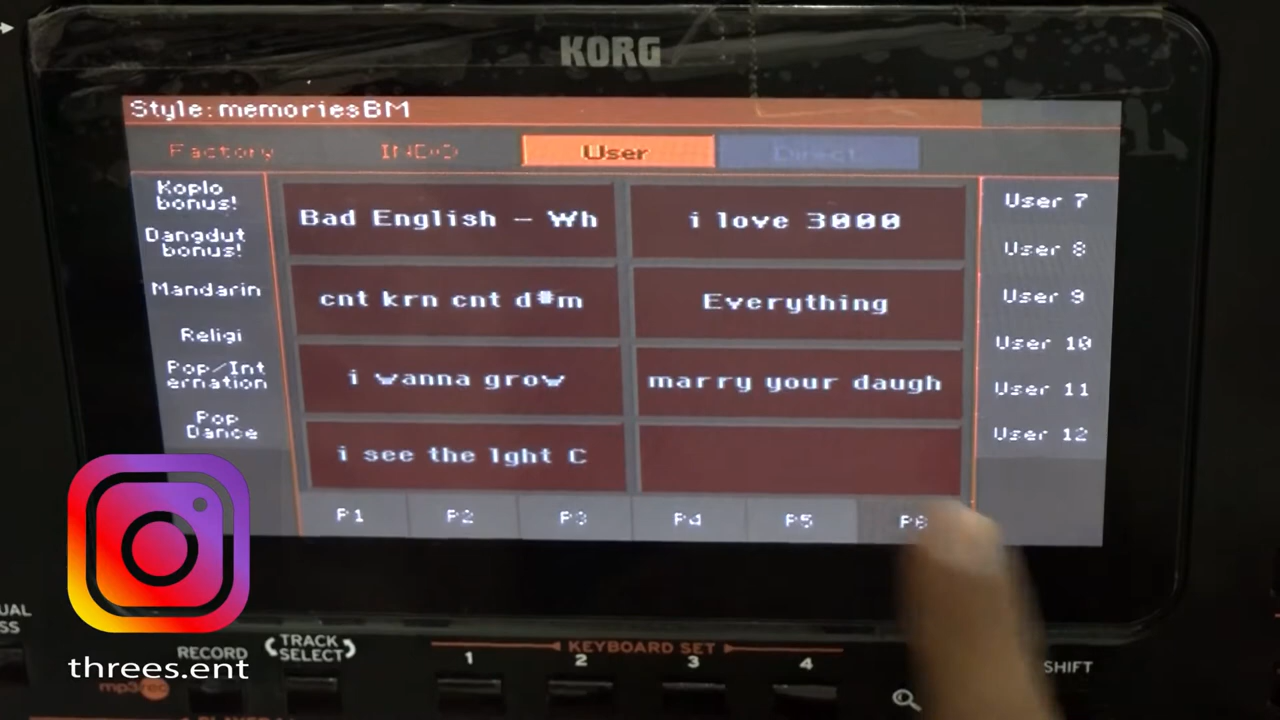 KORG
Style:memoriesBM
Factory
User
Direct
Koplo
bonus!
Dangdut
bonus!
Mandarin
Religi
Pop/Int
ernation
Pop
Dance
Bad English - Wh
i love 3000
cnt krn cnt d#m
Everything
i wanna grow
marry your daugh
i see the lght C
User 7
User 8
User 9
User 10
User 11
User 12
P1
P2
P3
P4
P5
P6
threes.ent
RECORD
mp3rec
TRACK
SELECT
KEYBOARD SET
1
2
3
4
SHIFT